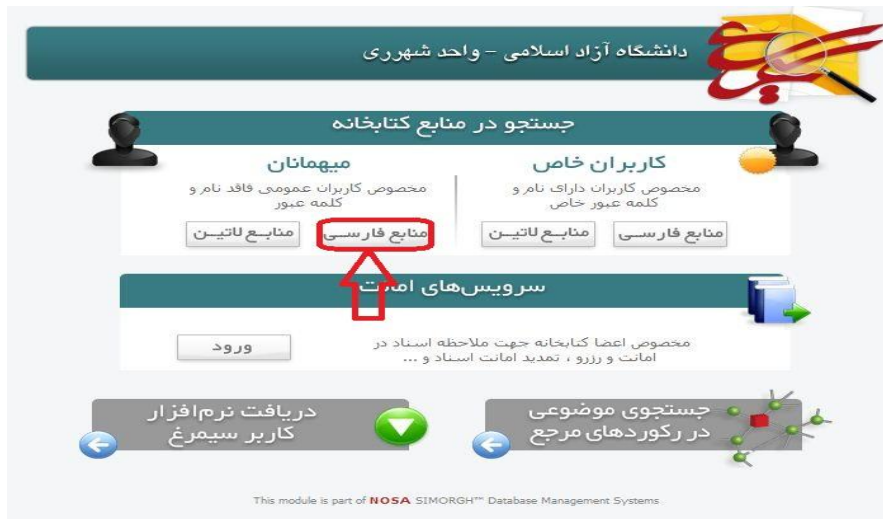 دانشگاه آزاد اسلامی - واحد شهرری
سیمرغ
جستجو در منابع کتابخانه
کاربران خاص
مخصوص کاربران دارای نام و
کلمه عبور خاص
منابع فارسی
منابع لاتین
میهمانان
مخصوص کاربران عمومی فاقد نام و
کلمه عبور
منابع فارسی
منابع لاتین
سرویس‌های امانت
مخصوص اعضا کتابخانه جهت ملاحظه اسناد در
امانت و رزرو ، تمدید امانت اسناد و ...
ورود
جستجوی موضوعی
در رکوردهای مرجع
دریافت نرم‌افزار
کاربر سیمرغ
This module is part of NOSA SIMORGH™ Database Management Systems